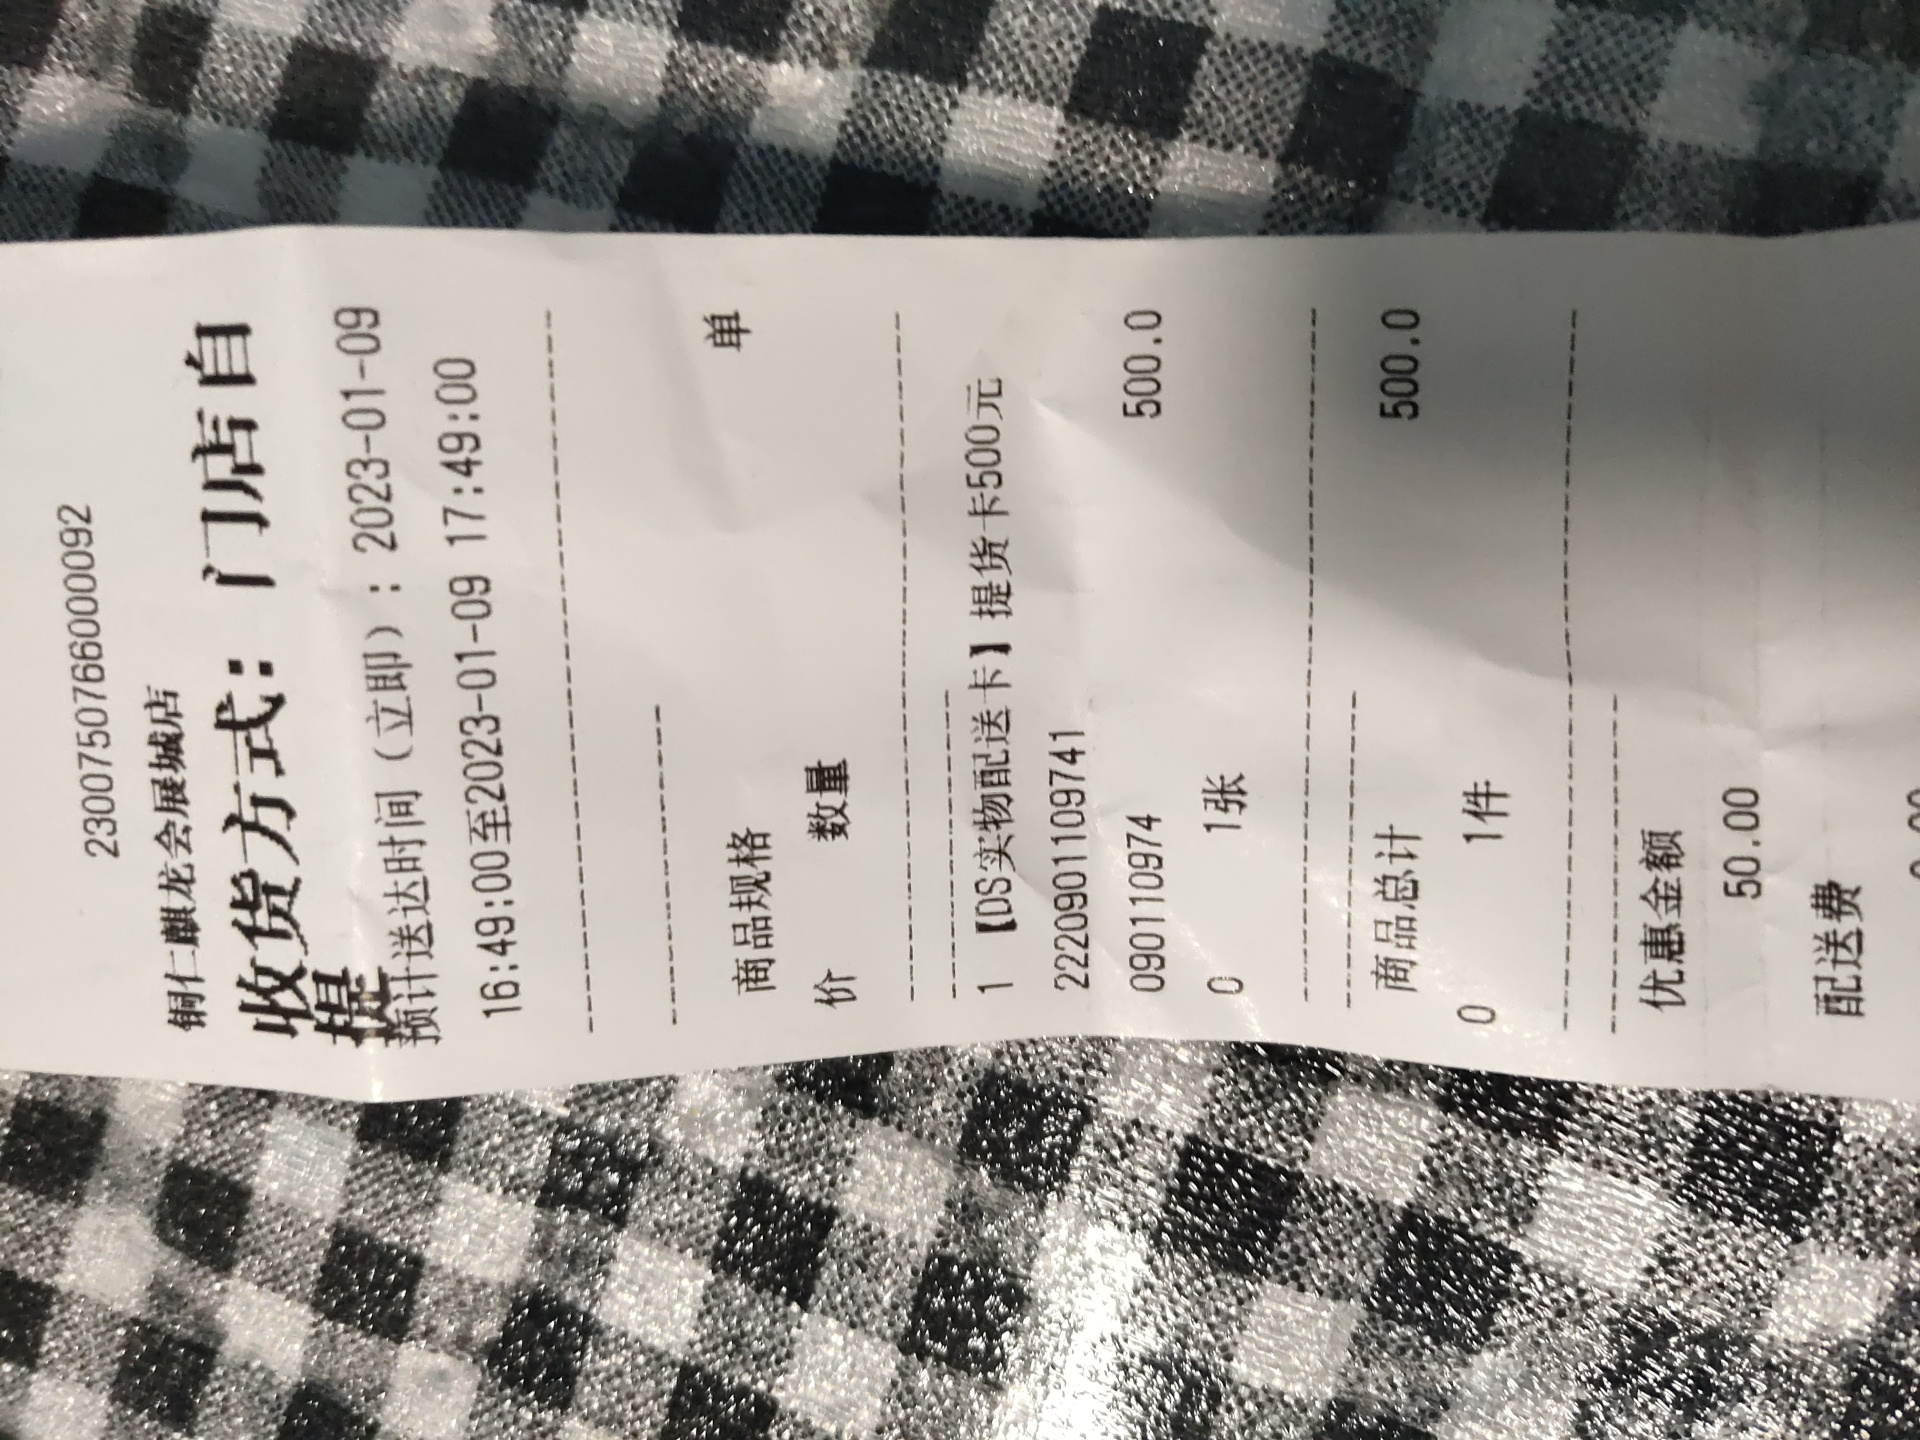 2300750766000092
铜仁麒龙会展城店
收货方式：门店自
提
预计送达时间（立即）：2023-01-09
16:49:00至2023-01-09 17:49:00
--------------------------------
--------------
商品规格 单
价 数量
--------------------------------
--------------
1 【DS实物配送卡】提货卡500元
2220901109741
0901110974 500.0
0 1张
--------------------------------
--------------
商品总计 500.0
0 1件
--------------------------------
--------------
优惠金额
50.00
配送费